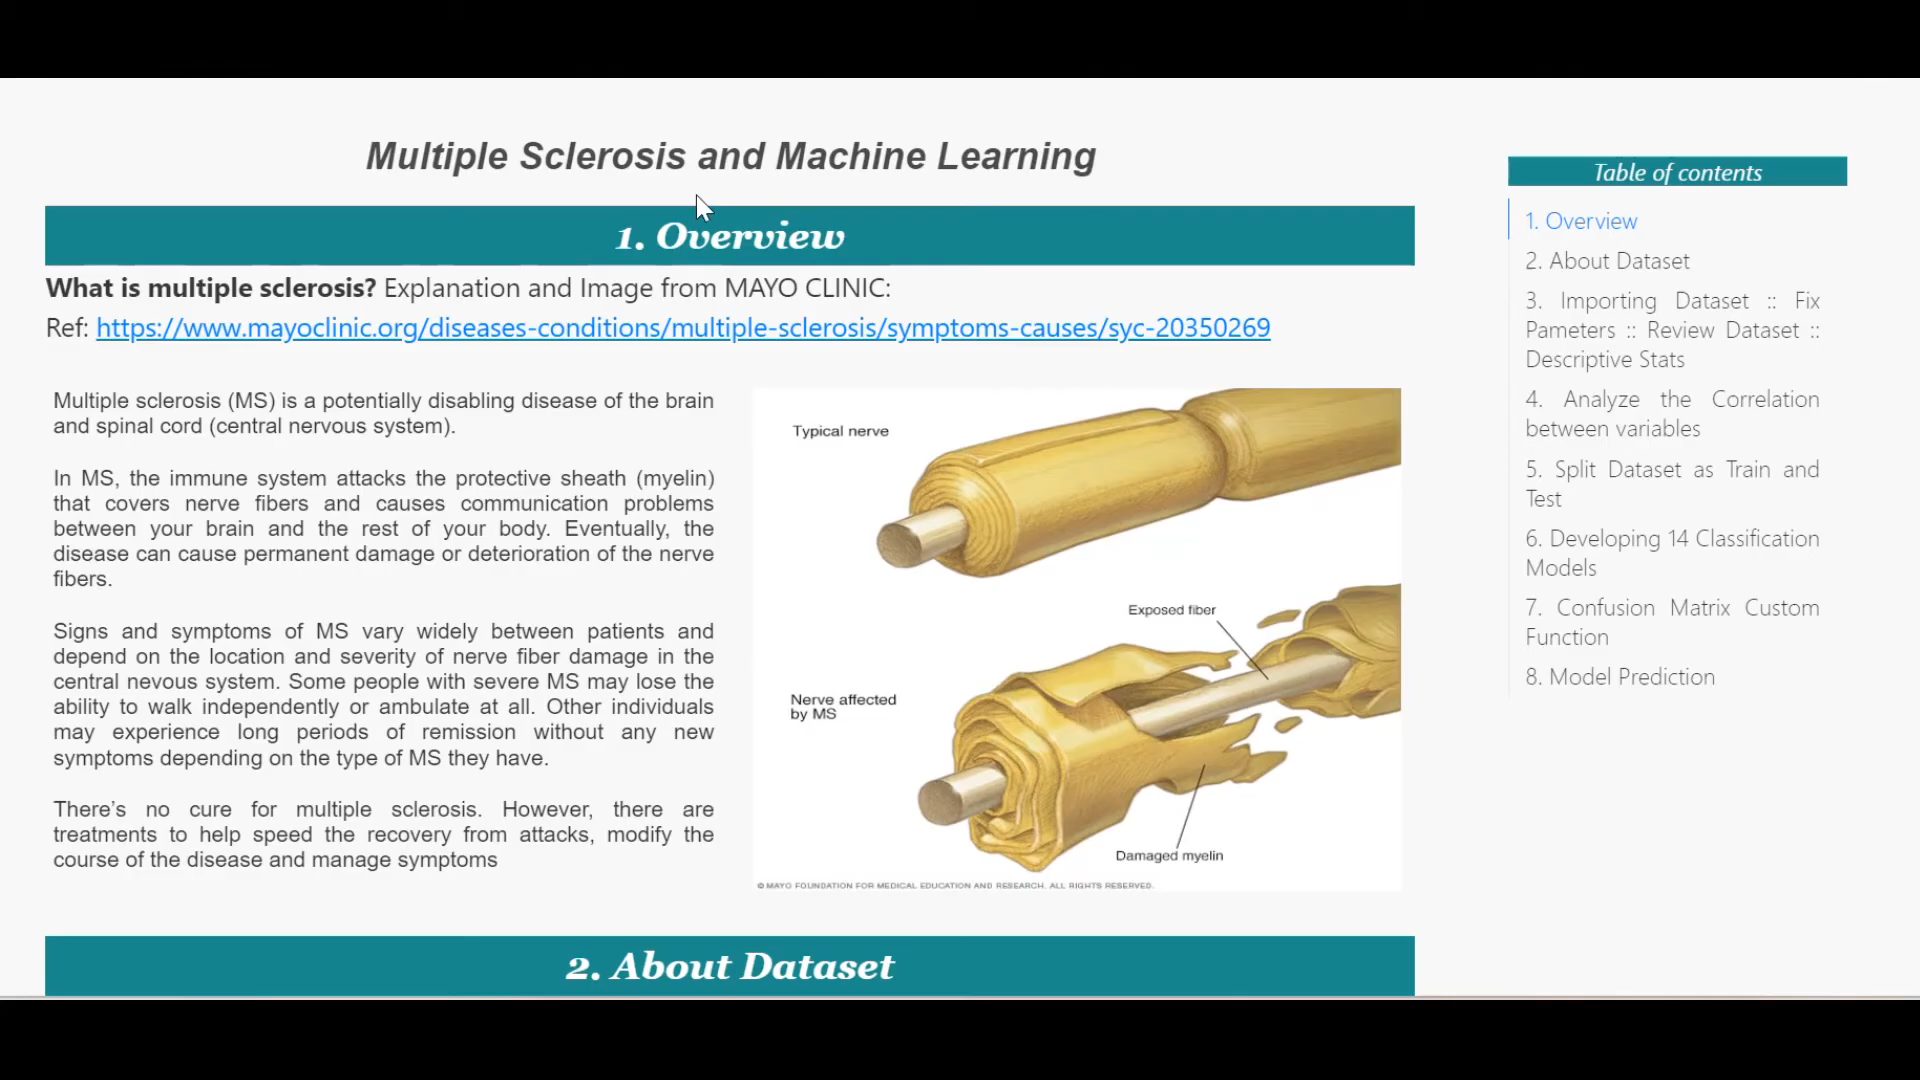 Multiple Sclerosis and Machine Learning
1. Overview
What is multiple sclerosis? Explanation and Image from MAYO CLINIC:
Ref: https://www.mayoclinic.org/diseases-conditions/multiple-sclerosis/symptoms-causes/syc-20350269
Multiple sclerosis (MS) is a potentially disabling disease of the brain
and spinal cord (central nervous system).
In MS, the immune system attacks the protective sheath (myelin)
that covers nerve fibers and causes communication problems
between your brain and the rest of your body. Eventually, the
disease can cause permanent damage or deterioration of the nerve
fibers.
Signs and symptoms of MS vary widely between patients and
depend on the location and severity of nerve fiber damage in the
central nevous system. Some people with severe MS may lose the
ability to walk independently or ambulate at all. Other individuals
may experience long periods of remission without any new
symptoms depending on the type of MS they have.
There's no cure for multiple sclerosis. However, there are
treatments to help speed the recovery from attacks, modify the
course of the disease and manage symptoms
Typical nerve
Exposed fiber
Nerve affected
by MS
Damaged myelin
© MAYO FOUNDATION FOR MEDICAL EDUCATION AND RESEARCH. ALL RIGHTS RESERVED.
2. About Dataset
Table of contents
1. Overview
2. About Dataset
3. Importing Dataset :: Fix
Pameters :: Review Dataset ::
Descriptive Stats
4. Analyze the Correlation
between variables
5. Split Dataset as Train and
Test
6. Developing 14 Classification
Models
7. Confusion Matrix Custom
Function
8. Model Prediction